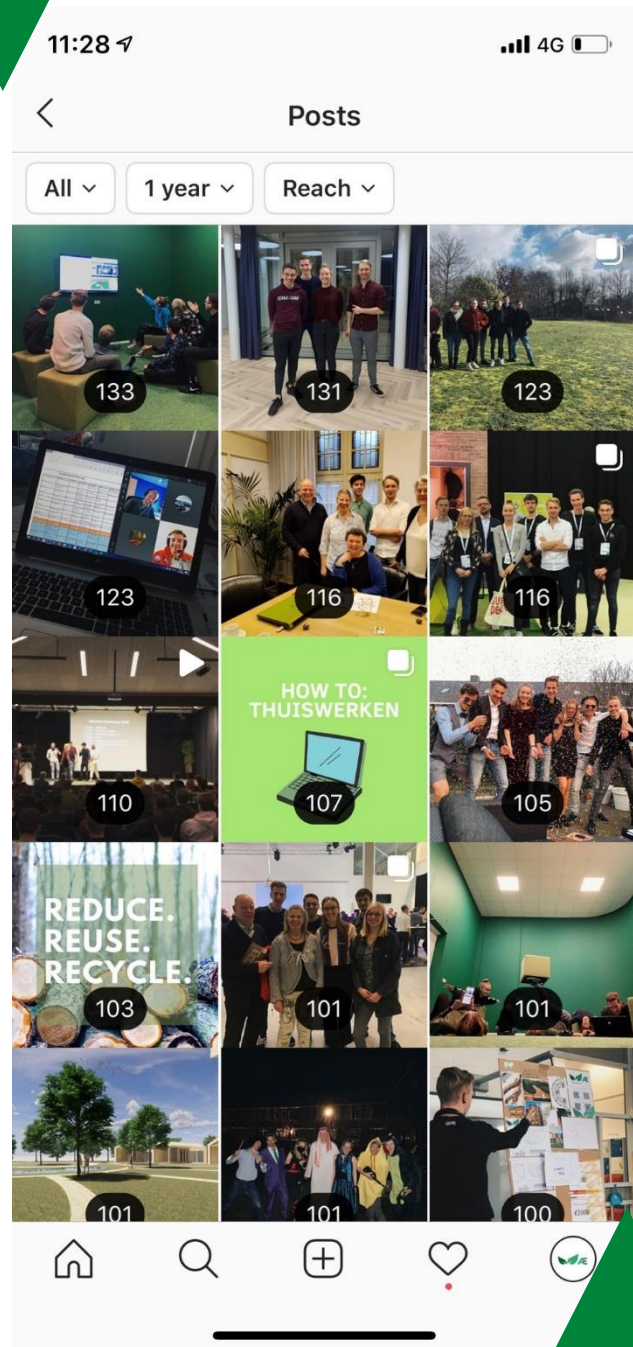 11:28
4G
Posts
All
1 year
Reach
133
131
123
123
116
116
110
HOW TO:
THUISWERKEN
107
105
REDUCE.
REUSE.
RECYCLE.
103
101
101
101
101
100
Æ